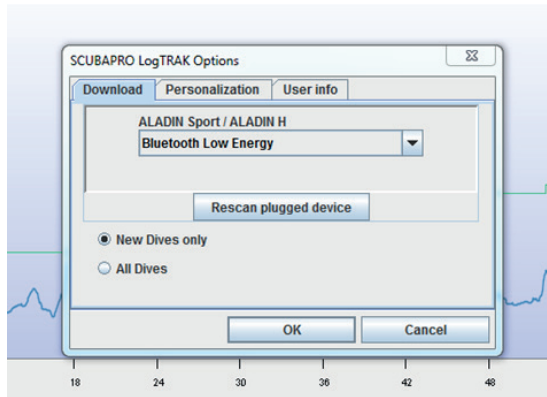 SCUBAPRO LogTRAK Options
Download Personalization User info
ALADIN Sport / ALADIN H
Bluetooth Low Energy
Rescan plugged device
New Dives only
All Dives
OK Cancel
18 24 30 36 42 48